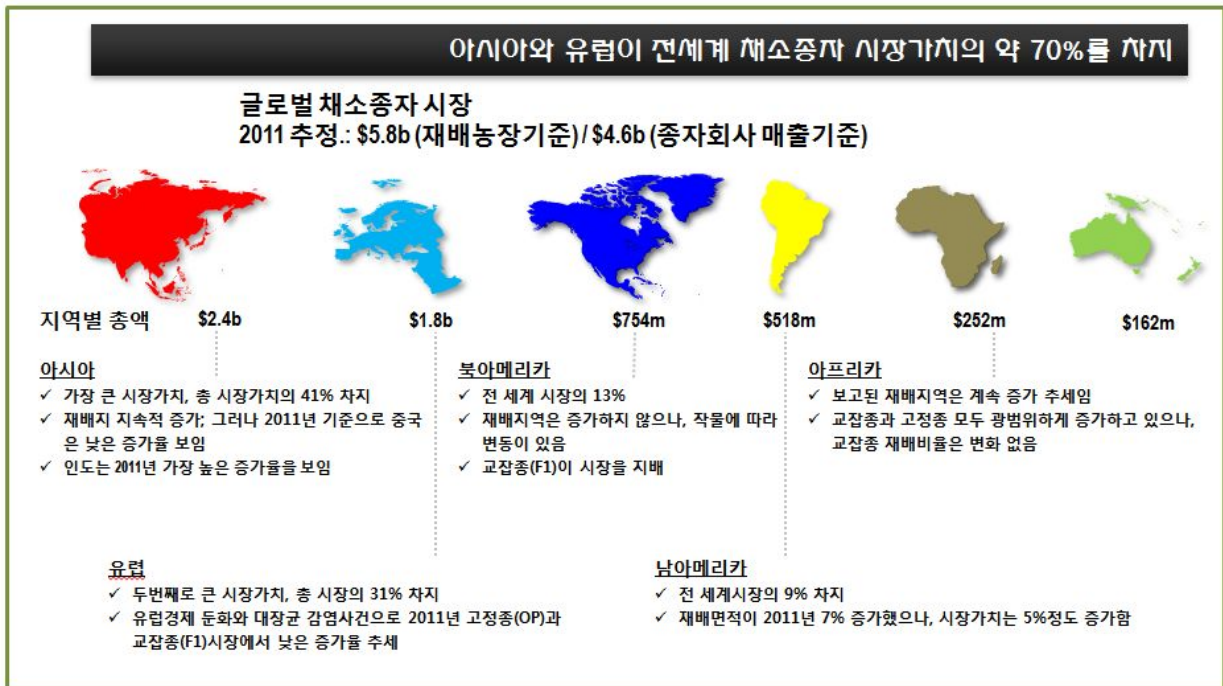 아시아와 유럽이 전세계 채소종자 시장가치의 약 70%를 차지
글로벌 채소종자 시장
2011 추정.: $5.8b (재배농장기준) / $4.6b (종자회사 매출기준)
지역별 총액 $2.4b $1.8b $754m $518m $252m $162m
아시아
✓ 가장 큰 시장가치, 총 시장가치의 41% 차지
✓ 재배지 지속적 증가; 그러나 2011년 기준으로 중국
은 낮은 증가율 보임
✓ 인도는 2011년 가장 높은 증가율을 보임
북아메리카
✓ 전 세계 시장의 13%
✓ 재배지역은 증가하지 않으나, 작물에 따라
변동이 있음
✓ 교잡종(F1)이 시장을 지배
아프리카
✓ 보고된 재배지역은 계속 증가 추세임
✓ 교잡종과 고정종 모두 광범위하게 증가하고 있으나,
교잡종 재배비율은 변화 없음
유렵
✓ 두번째로 큰 시장가치, 총 시장의 31% 차지
✓ 유럽경제 둔화와 대장균 감염사건으로 2011년 고정종(OP)과
교잡종(F1)시장에서 낮은 증가율 추세
남아메리카
✓ 전 세계시장의 9% 차지
✓ 재배면적이 2011년 7% 증가했으나, 시장가치는 5%정도 증가함